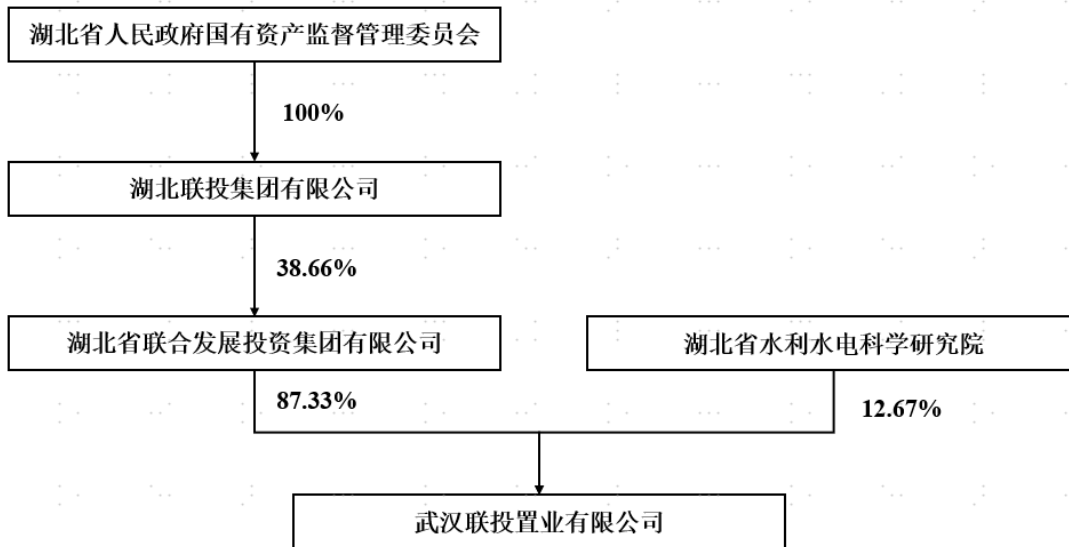 湖北省人民政府国有资产监督管理委员会
100%
湖北联投集团有限公司
38.66%
湖北省联合发展投资集团有限公司
湖北省水利水电科学研究院
87.33%
12.67%
武汉联投置业有限公司